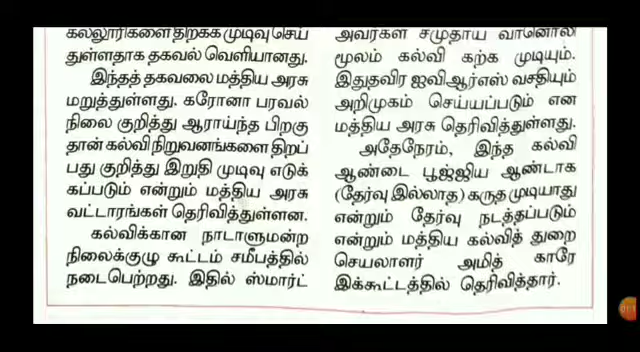 கல்லூரிகளை திறக்க முடிவு செய்
துள்ளதாக தகவல் வெளியானது.
இந்தத் தகவலை மத்திய அரசு
மறுத்துள்ளது. கரோனா பரவல்
நிலை குறித்து ஆராய்ந்த பிறகு
தான் கல்வி நிறுவனங்களை திறப்
பது குறித்து இறுதி முடிவு எடுக்
கப்படும் என்றும் மத்திய அரசு
வட்டாரங்கள் தெரிவித்துள்ளன.
கல்விக்கான நாடாளுமன்ற
நிலைக்குழு கூட்டம் சமீபத்தில்
நடைபெற்றது. இதில் ஸ்மார்ட்
அவர்கள் சமுதாய வானொலி
மூலம் கல்வி கற்க முடியும்.
இதுதவிர ஐவிஆர்எஸ் வசதியும்
அறிமுகம் செய்யப்படும் என
மத்திய அரசு தெரிவித்துள்ளது.
அதேநேரம், இந்த கல்வி
ஆண்டை பூஜ்ஜிய ஆண்டாக
(தேர்வு இல்லாத) கருத முடியாது
என்றும் தேர்வு நடத்தப்படும்
என்றும் மத்திய கல்வித் துறை
செயலாளர் அமித் காரே
இக்கூட்டத்தில் தெரிவித்தார்.